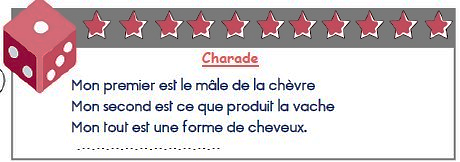 Charade
Mon premier est le mâle de la chèvre
Mon second est ce que produit la vache
Mon tout est une forme de cheveux.